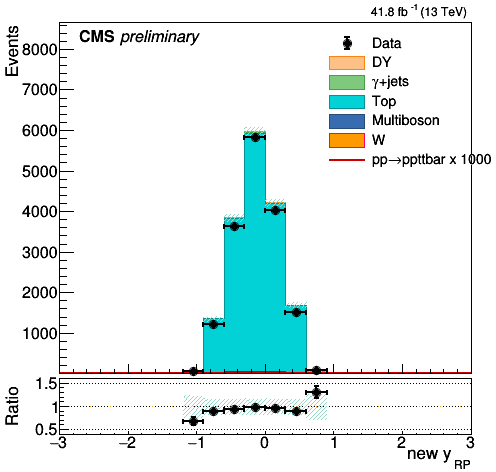 41.8 fb⁻¹ (13 TeV)
CMS preliminary
Events
8000
7000
6000
5000
4000
3000
2000
1000
Data
DY
γ+jets
Top
Multiboson
W
pp→ppttbar x 1000
Ratio
1.5
1
0.5
−3 −2 −1 0 1 2 3
new y_RP